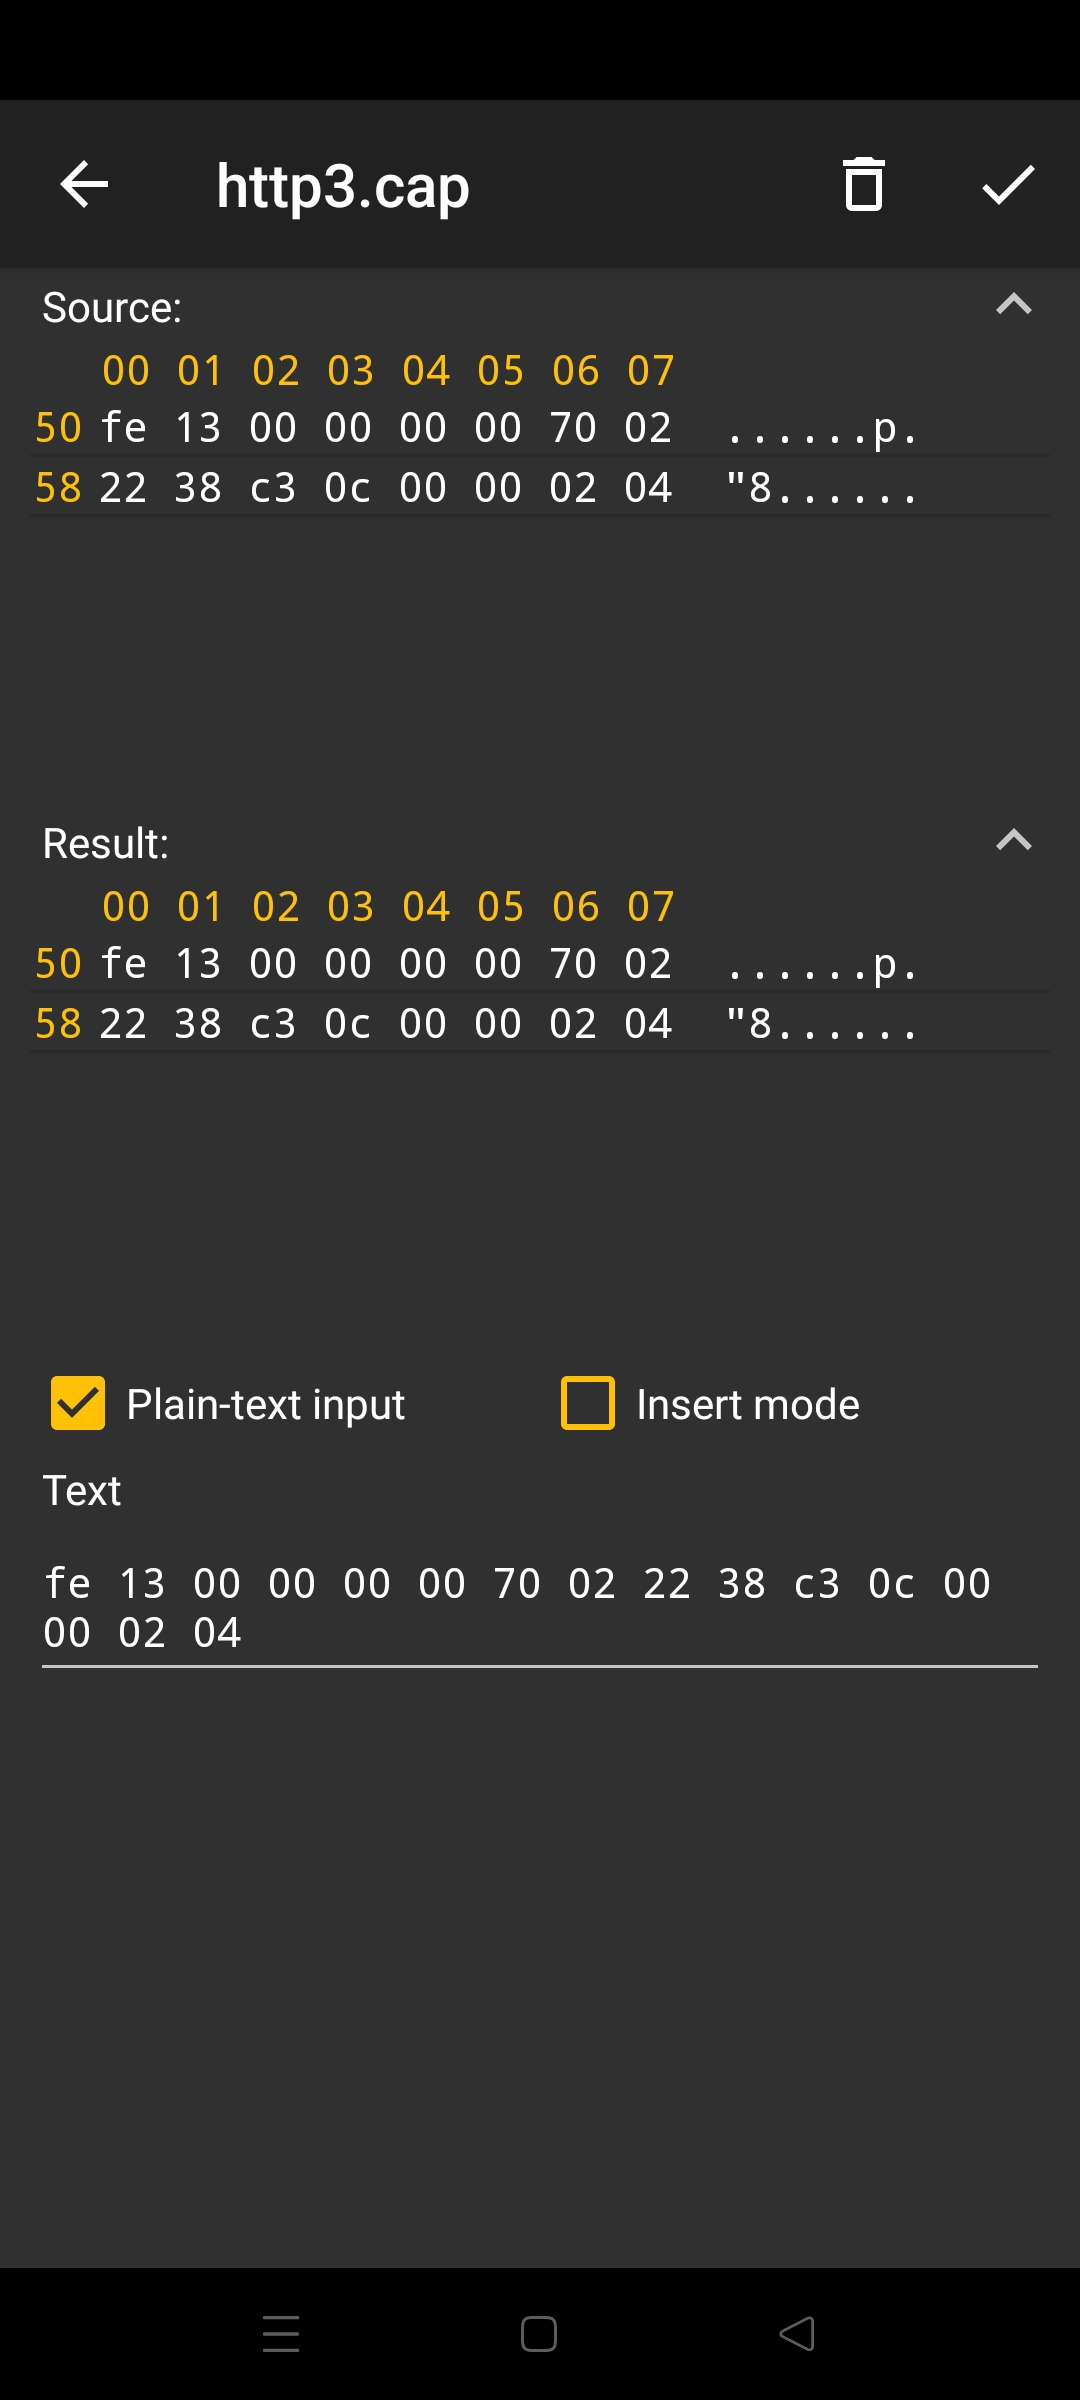 http3.cap
Source:
00 01 02 03 04 05 06 07
50 fe 13 00 00 00 00 70 02 ......p.
58 22 38 c3 0c 00 00 02 04 "8......
Result:
00 01 02 03 04 05 06 07
50 fe 13 00 00 00 00 70 02 ......p.
58 22 38 c3 0c 00 00 02 04 "8......
Plain-text input Insert mode
Text
fe 13 00 00 00 00 70 02 22 38 c3 0c 00
00 02 04